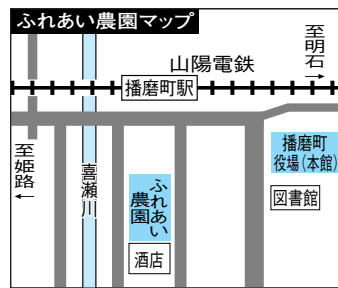 ふれあい農園マップ
至明石
→
山陽電鉄
播磨町駅
至姫路
←
喜瀬川
ふれあい
農園
酒店
播磨町
役場(本館)
図書館